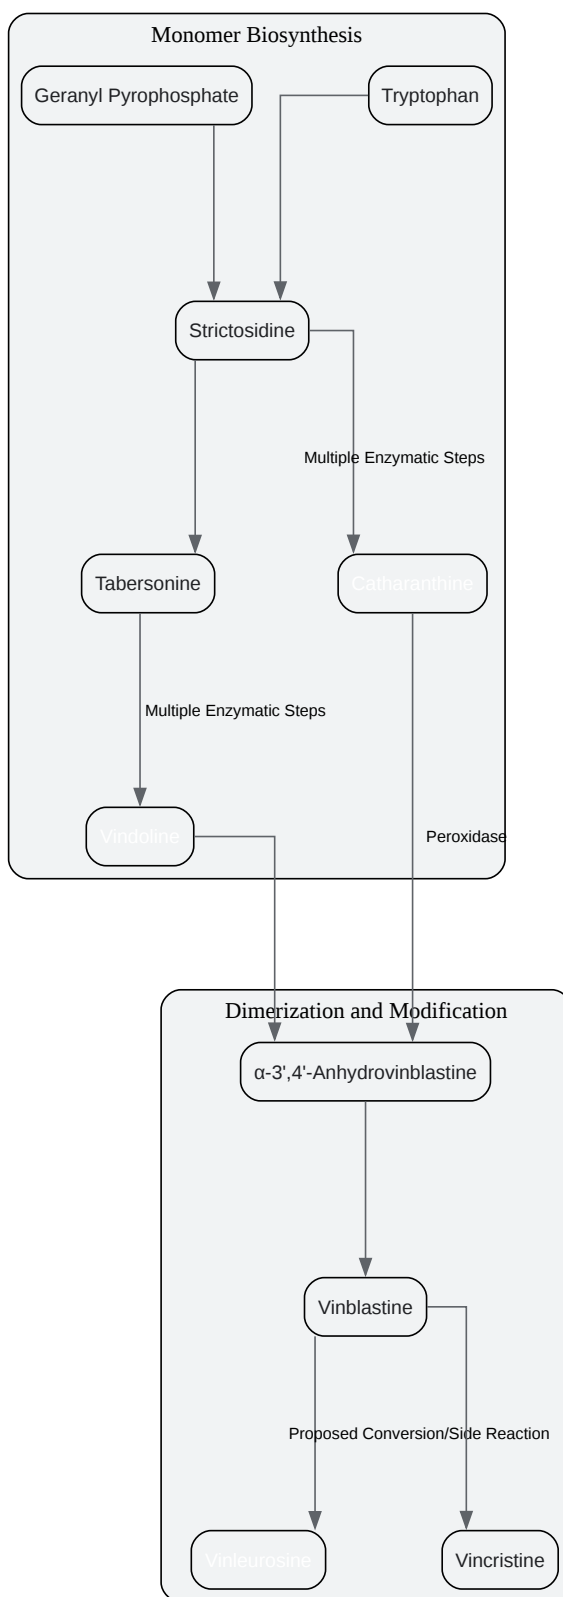 Monomer Biosynthesis
Geranyl Pyrophosphate
Tryptophan
Strictosidine
Multiple Enzymatic Steps
Tabersonine
Catharanthine
Multiple Enzymatic Steps
Vindoline
Peroxidase
Dimerization and Modification
α-3',4'-Anhydrovinblastine
Vinblastine
Proposed Conversion/Side Reaction
Vinleurosine
Vincristine